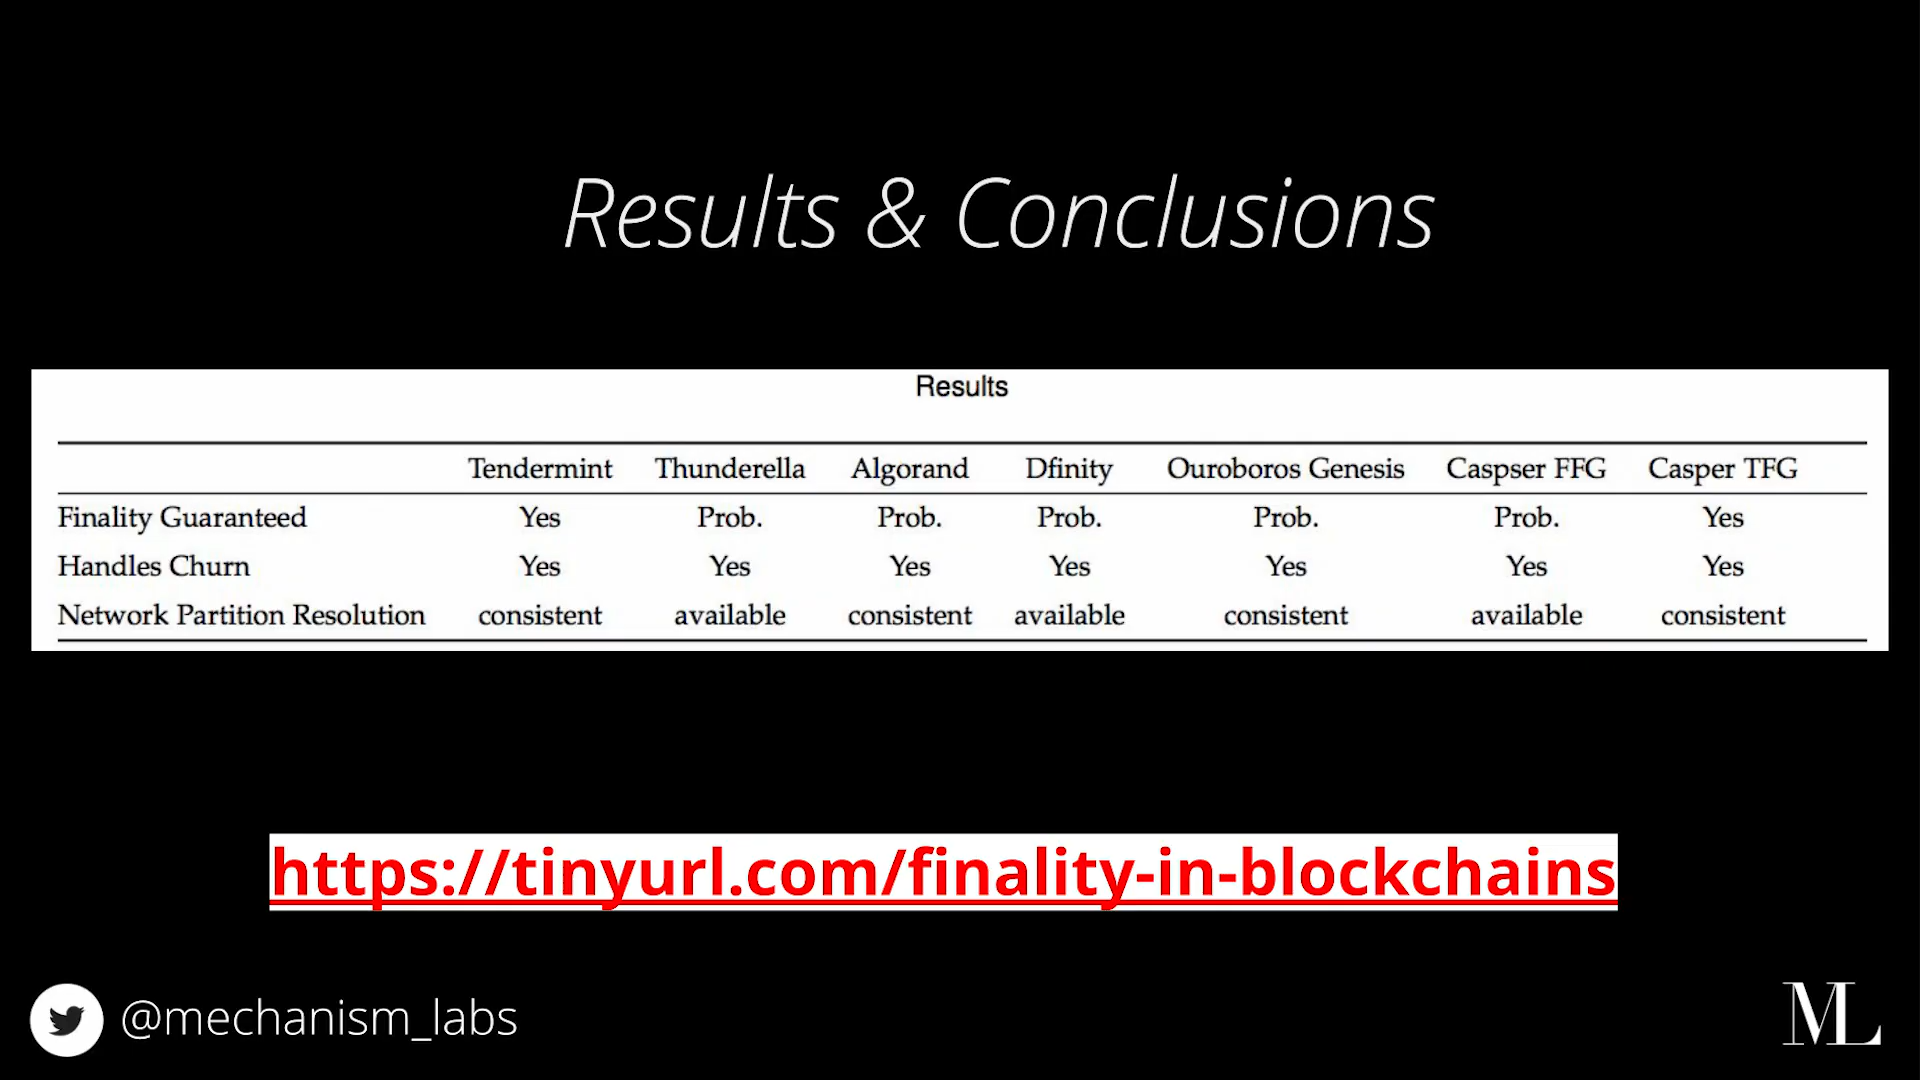 Results & Conclusions
Results
Tendermint Thunderella Algorand Dfinity Ouroboros Genesis Caspser FFG Casper TFG
Finality Guaranteed Yes Prob. Prob. Prob. Prob. Prob. Yes
Handles Churn Yes Yes Yes Yes Yes Yes Yes
Network Partition Resolution consistent available consistent available consistent available consistent
https://tinyurl.com/finality-in-blockchains
@mechanism_labs
ML